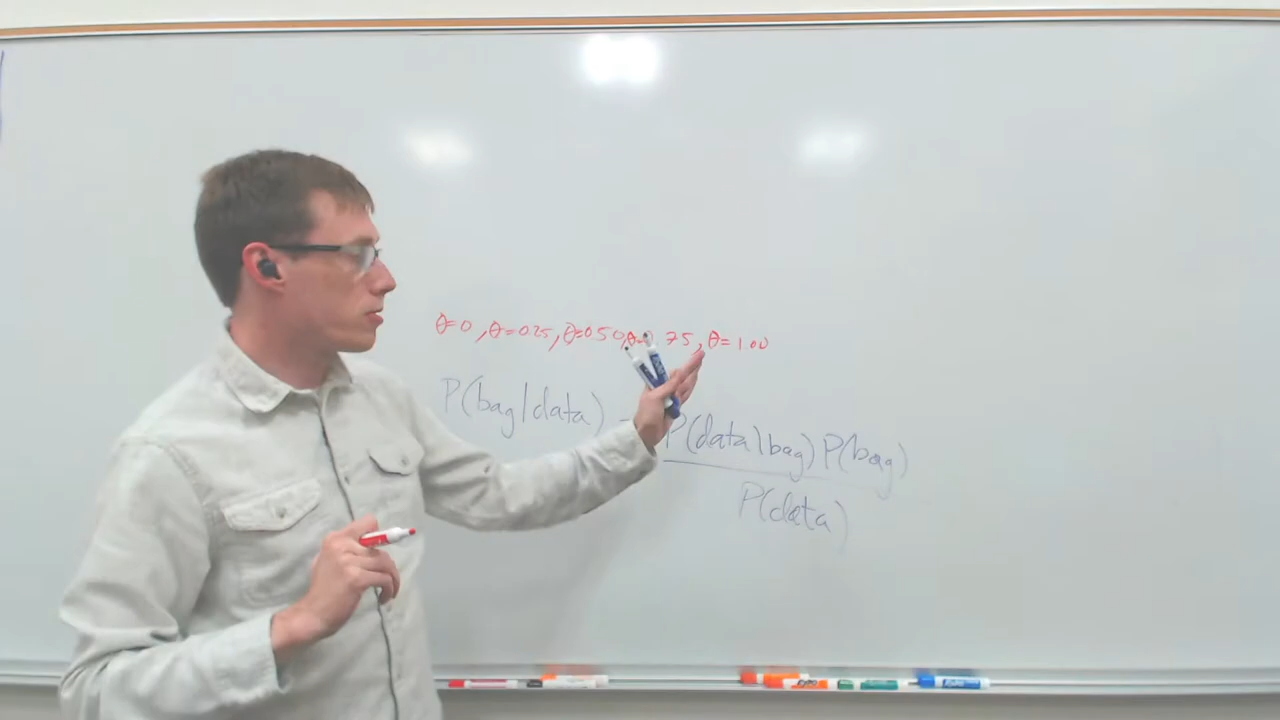 θ=0, θ=0.25, θ=0.50, θ= .75, θ=1.00
P(bag|data) = P(data|bag)P(bag)
P(data)